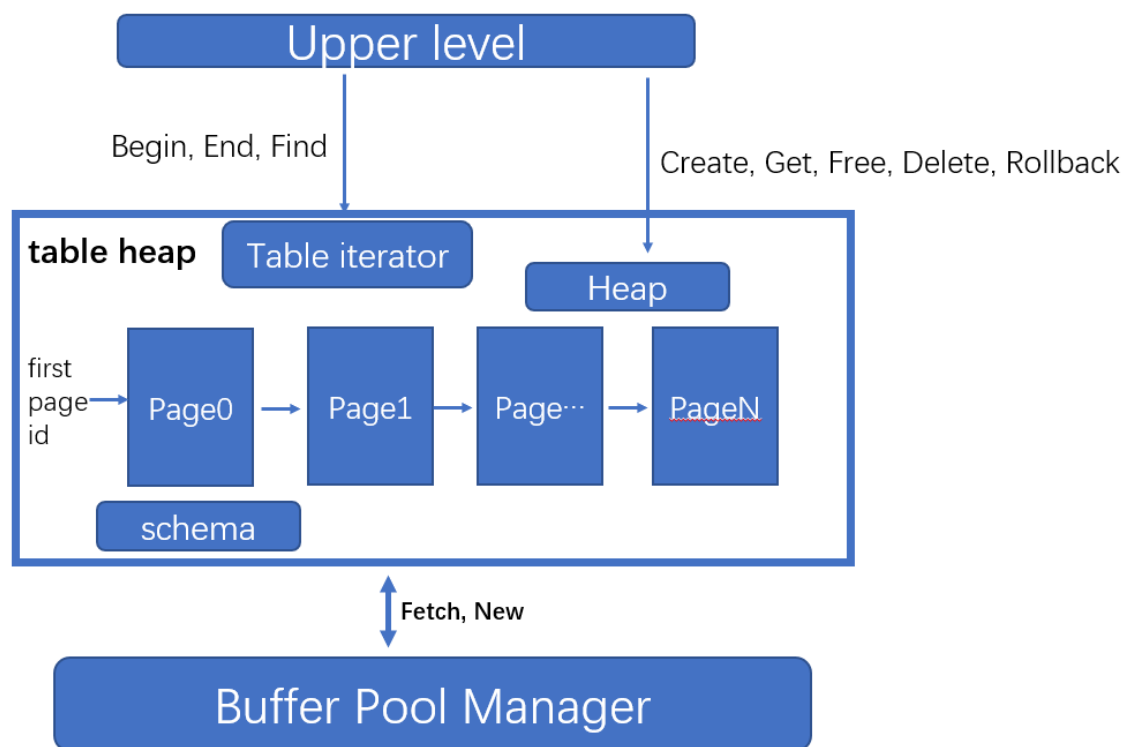 Upper level
Begin, End, Find
Create, Get, Free, Delete, Rollback
table heap
Table iterator
Heap
first
page
id
Page0
Page1
Page…
PageN
schema
Fetch, New
Buffer Pool Manager